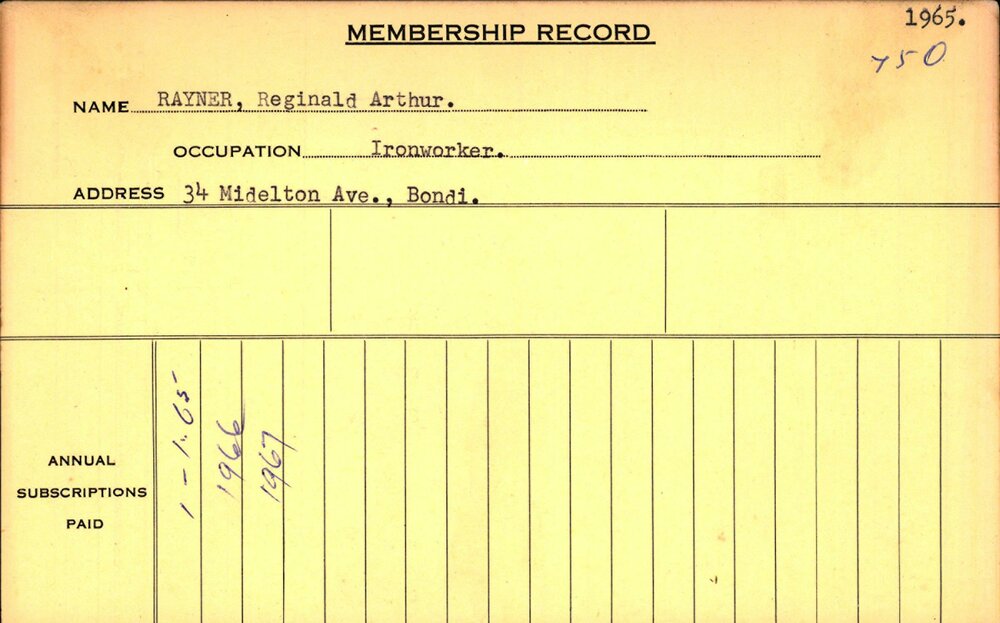 1965.
MEMBERSHIP RECORD
750
NAME RAYNER, Reginald Arthur.
OCCUPATION Ironworker.
ADDRESS 34 Midelton Ave., Bondi.
ANNUAL
SUBSCRIPTIONS
PAID
1-1.65
1966
1967